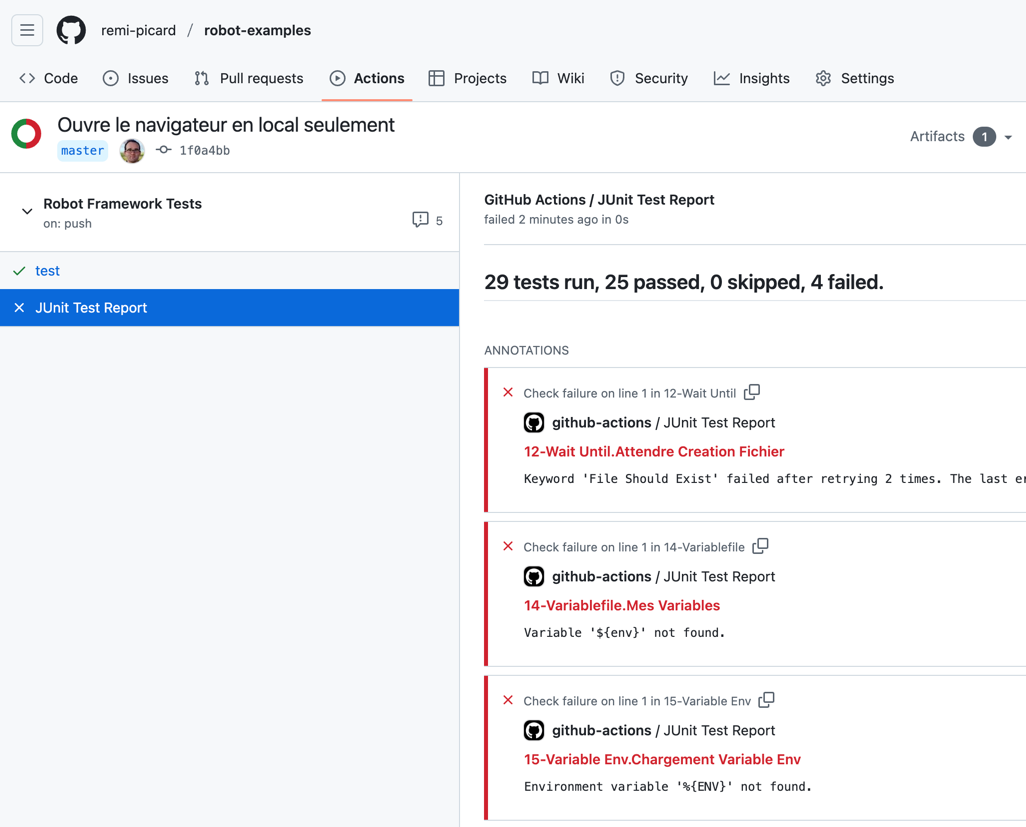 remi-picard / robot-examples
Code Issues Pull requests Actions Projects Wiki Security Insights Settings
Ouvre le navigateur en local seulement
master 1f0a4bb
Artifacts 1
Robot Framework Tests
on: push
5
test
JUnit Test Report
GitHub Actions / JUnit Test Report
failed 2 minutes ago in 0s
29 tests run, 25 passed, 0 skipped, 4 failed.
ANNOTATIONS
Check failure on line 1 in 12-Wait Until
github-actions / JUnit Test Report
12-Wait Until.Attendre Creation Fichier
Keyword 'File Should Exist' failed after retrying 2 times. The last
Check failure on line 1 in 14-Variablefile
github-actions / JUnit Test Report
14-Variablefile.Mes Variables
Variable '${env}' not found.
Check failure on line 1 in 15-Variable Env
github-actions / JUnit Test Report
15-Variable Env.Chargement Variable Env
Environment variable '%{ENV}' not found.